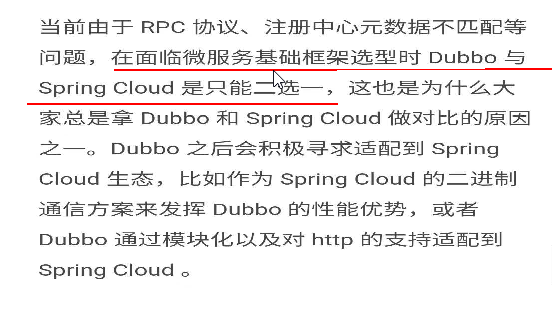 当前由于 RPC 协议、注册中心元数据不匹配等
问题，在面临微服务基础框架选型时 Dubbo 与
Spring Cloud 是只能二选一，这也是为什么大
家总是拿 Dubbo 和 Spring Cloud 做对比的原因
之一。Dubbo 之后会积极寻求适配到 Spring
Cloud 生态，比如作为 Spring Cloud 的二进制
通信方案来发挥 Dubbo 的性能优势，或者
Dubbo 通过模块化以及对 http 的支持适配到
Spring Cloud 。